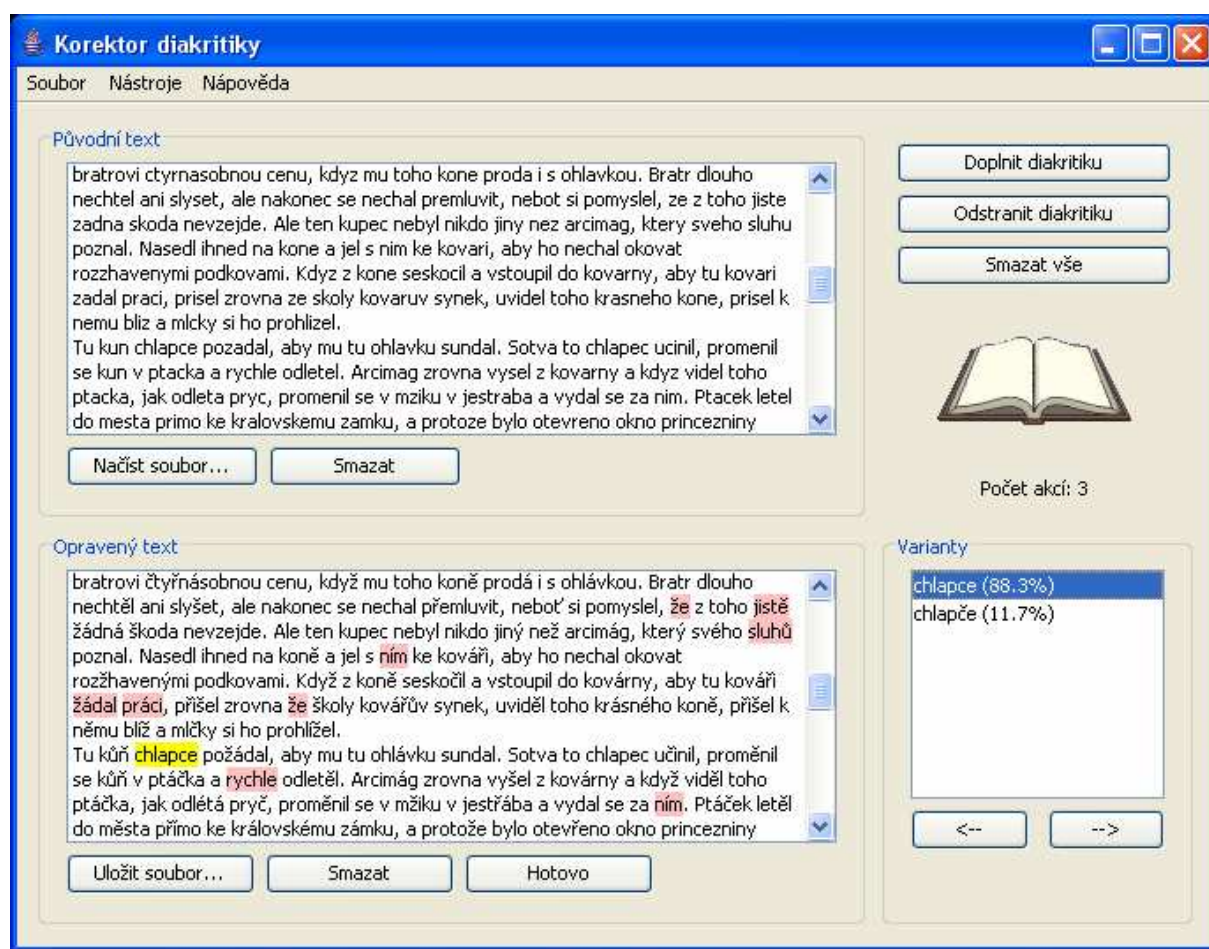 Korektor diakritiky
Soubor Nástroje Nápověda
Původní text
bratrovi ctyrnasobnou cenu, kdyz mu toho kone proda i s ohlavkou. Bratr dlouho
nechtel ani slyset, ale nakonec se nechal premluvit, nebot si pomyslel, ze z toho jiste
zadna skoda nevzejde. Ale ten kupec nebyl nikdo jiny nez arcimag, ktery sveho sluhu
poznal. Nasedl ihned na kone a jel s nim ke kovari, aby ho nechal okovat
rozzhavenymi podkovami. Kdyz z kone seskocil a vstoupil do kovarny, aby tu kovari
zadal praci, prisel zrovna ze skoly kovaruv synek, uvidel toho krasneho kone, prisel k
nemu bliz a mlcky si ho prohlizel.
Tu kun chlapce pozadal, aby mu tu ohlavku sundal. Sotva to chlapec ucinil, promenil
se kun v ptacka a rychle odletel. Arcimag zrovna vysel z kovarny a kdyz videl toho
ptacka, jak odleta pryc, promenil se v mziku v jestraba a vydal se za nim. Ptacek letel
do mesta primo ke kralovskemu zamku, a protoze bylo otevreno okno princezniny
Načíst soubor... Smazat
Doplnit diakritiku
Odstranit diakritiku
Smazat vše
Počet akcí: 3
Opravený text
bratrovi čtyřnásobnou cenu, když mu toho koně prodá i s ohlávkou. Bratr dlouho
nechtěl ani slyšet, ale nakonec se nechal přemluvit, neboť si pomyslel, že z toho jistě
žádná škoda nevzejde. Ale ten kupec nebyl nikdo jiný než arcimág, který svého sluhů
poznal. Nasedl ihned na koně a jel s ním ke kováři, aby ho nechal okovat
rozžhavenými podkovami. Když z koně seskočil a vstoupil do kovárny, aby tu kováři
žádal práci, přišel zrovna že školy kovářův synek, uviděl toho krásného koně, přišel k
němu blíž a mlčky si ho prohlížel.
Tu kůň chlapce požádal, aby mu tu ohlávku sundal. Sotva to chlapec učinil, proměnil
se kůň v ptáčka a rychle odletěl. Arcimág zrovna vyšel z kovárny a když viděl toho
ptáčka, jak odlétá pryč, proměnil se v mžiku v jestřába a vydal se za ním. Ptáček letěl
do města přímo ke královskému zámku, a protože bylo otevřeno okno princezniny
Uložit soubor... Smazat Hotovo
Varianty
chlapce (88.3%)
chlapče (11.7%)
<-- -->